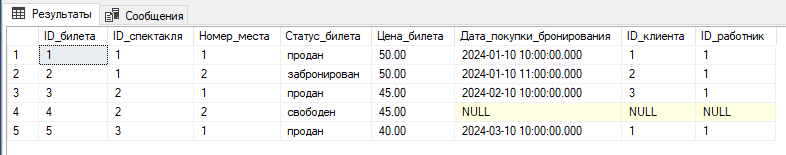 Результаты Сообщения
ID_билета ID_спектакля Номер_места Статус_билета Цена_билета Дата_покупки_бронирования ID_клиента ID_работник
1 1 1 1 продан 50.00 2024-01-10 10:00:00.000 1 1
2 2 1 2 забронирован 50.00 2024-01-10 11:00:00.000 2 1
3 3 2 1 продан 45.00 2024-02-10 10:00:00.000 3 1
4 4 2 2 свободен 45.00 NULL NULL NULL
5 5 3 1 продан 40.00 2024-03-10 10:00:00.000 1 1